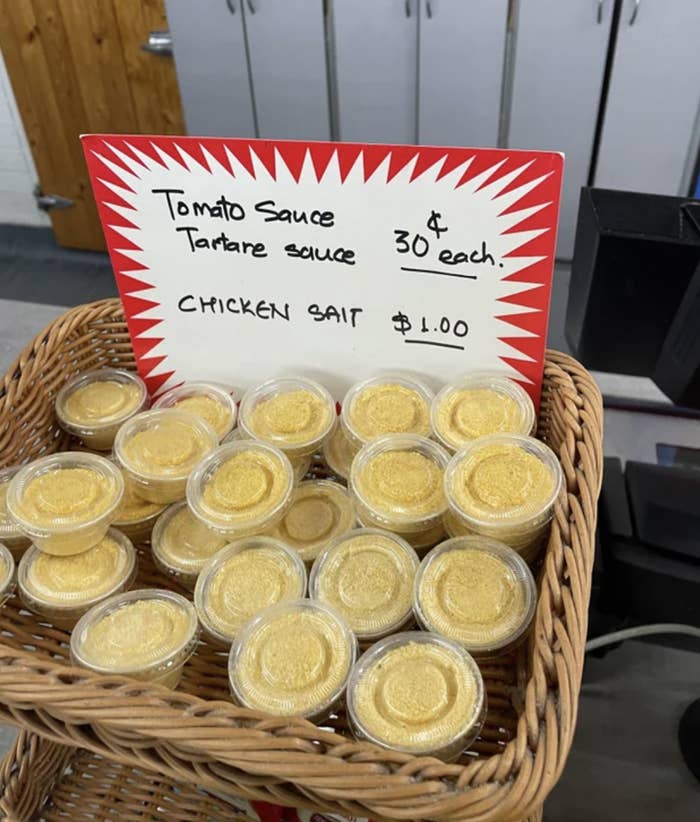 Tomato Sauce
Tartare sauce 30¢ each.
CHICKEN SALT $1.00